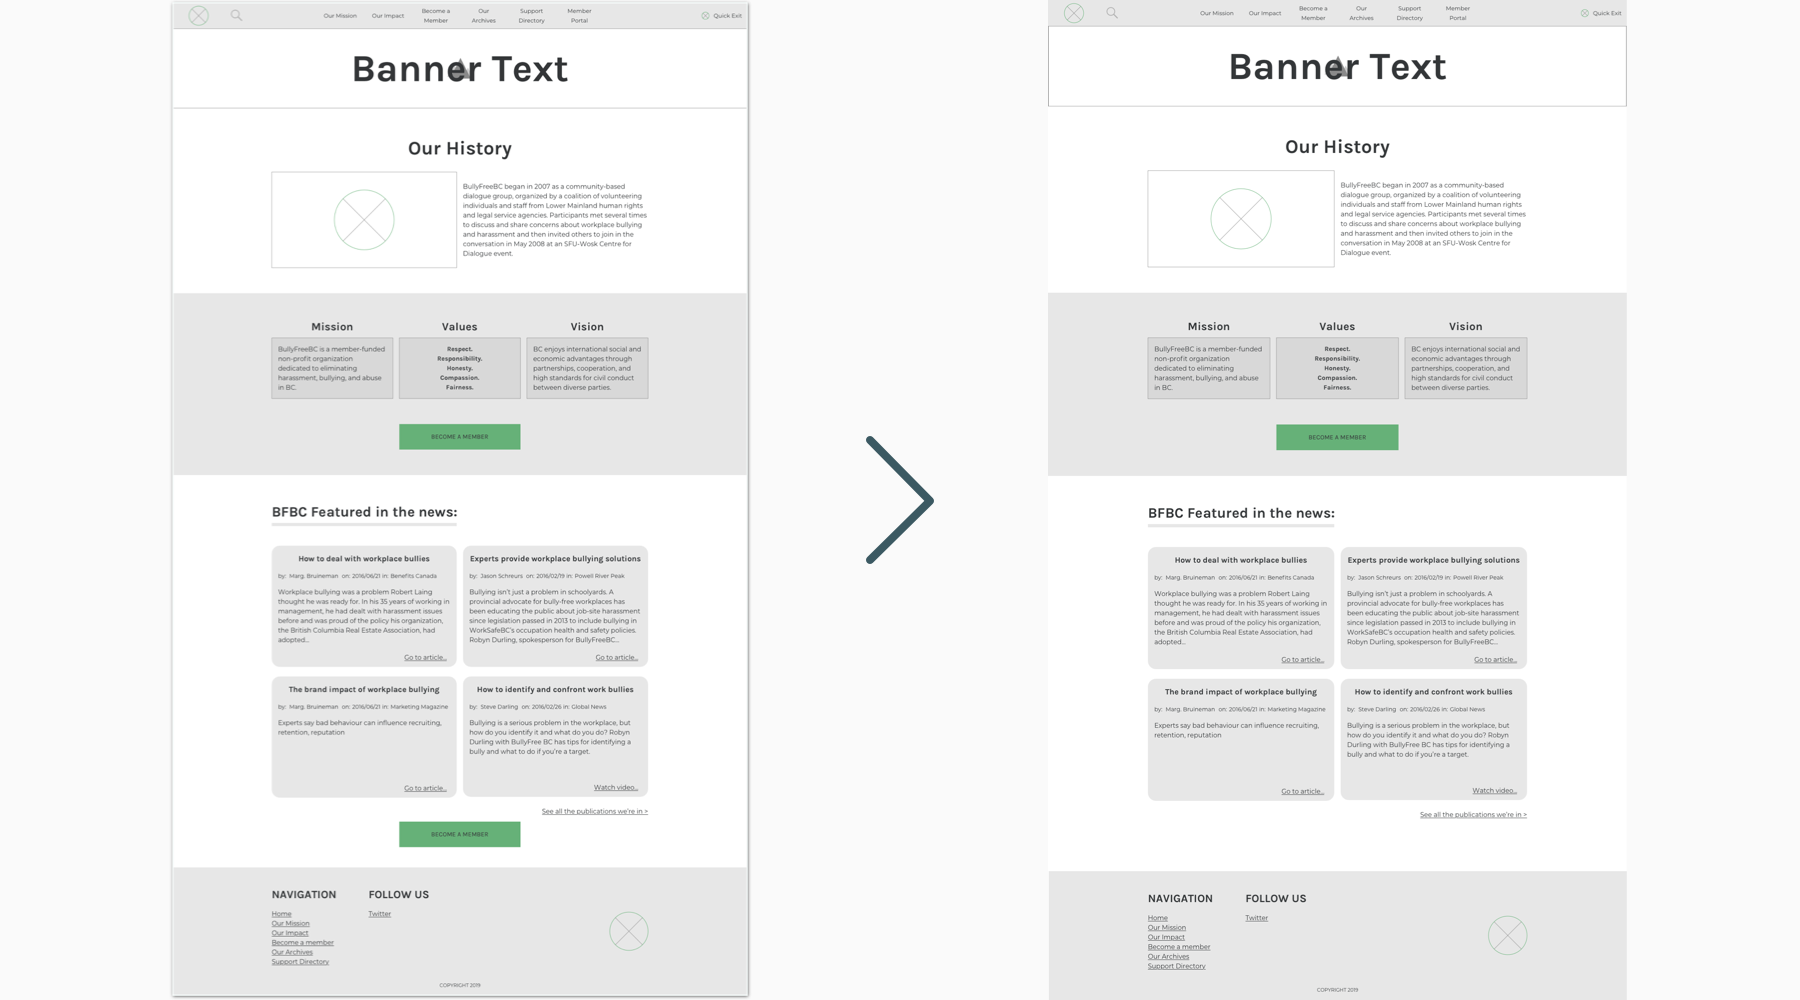 Our Mission
Our Impact
Become a
Member
Our
Archives
Support
Directory
Member
Portal
Quick Exit
Banner Text
Our History
BullyFreeBC began in 2007 as a community-based
dialogue group, organized by a coalition of volunteering
individuals and staff from Lower Mainland human rights
and legal service agencies. Participants met several times
to discuss and share concerns about workplace bullying
and harassment and then invited others to join in the
conversation in May 2008 at an SFU-Wosk Centre for
Dialogue event.
Mission
BullyFreeBC is a member-funded
non-profit organization
dedicated to eliminating
harassment, bullying, and abuse
in BC.
Values
Respect.
Responsibility.
Honesty.
Compassion.
Fairness.
Vision
BC enjoys international social and
economic advantages through
partnerships, cooperation, and
high standards for civil conduct
between diverse parties.
BECOME A MEMBER
BFBC Featured in the news:
How to deal with workplace bullies
by: Marg. Bruineman on: 2016/06/21 in: Benefits Canada
Workplace bullying was a problem Robert Laing
thought he was ready for. In his 35 years of working in
management, he had dealt with harassment issues
before and was proud of the policy his organization,
the British Columbia Real Estate Association, had
adopted...
Go to article...
Experts provide workplace bullying solutions
by: Jason Schreurs on: 2016/02/19 in: Powell River Peak
Bullying isn't just a problem in schoolyards. A
provincial advocate for bully-free workplaces has
been educating the public about job-site harassment
since legislation passed in 2013 to include bullying in
WorkSafeBC's occupation health and safety policies.
Robyn Durling, spokesperson for BullyFreeBC...
Go to article...
The brand impact of workplace bullying
by: Marg. Bruineman on: 2016/06/21 in: Marketing Magazine
Experts say bad behaviour can influence recruiting,
retention, reputation
Go to article...
How to identify and confront work bullies
by: Steve Darling on: 2016/02/26 in: Global News
Bullying is a serious problem in the workplace, but
how do you identify it and what do you do? Robyn
Durling with BullyFree BC has tips for identifying a
bully and what to do if you're a target.
Watch video...
See all the publications we're in >
BECOME A MEMBER
NAVIGATION
Home
Our Mission
Our Impact
Become a member
Our Archives
Support Directory
FOLLOW US
Twitter
COPYRIGHT 2019
Our Mission
Our Impact
Become a
Member
Our
Archives
Support
Directory
Member
Portal
Quick Exit
Banner Text
Our History
BullyFreeBC began in 2007 as a community-based
dialogue group, organized by a coalition of volunteering
individuals and staff from Lower Mainland human rights
and legal service agencies. Participants met several times
to discuss and share concerns about workplace bullying
and harassment and then invited others to join in the
conversation in May 2008 at an SFU-Wosk Centre for
Dialogue event.
Mission
BullyFreeBC is a member-funded
non-profit organization
dedicated to eliminating
harassment, bullying, and abuse
in BC.
Values
Respect.
Responsibility.
Honesty.
Compassion.
Fairness.
Vision
BC enjoys international social and
economic advantages through
partnerships, cooperation, and
high standards for civil conduct
between diverse parties.
BECOME A MEMBER
BFBC Featured in the news:
How to deal with workplace bullies
by: Marg. Bruineman on: 2016/06/21 in: Benefits Canada
Workplace bullying was a problem Robert Laing
thought he was ready for. In his 35 years of working in
management, he had dealt with harassment issues
before and was proud of the policy his organization,
the British Columbia Real Estate Association, had
adopted...
Go to article...
Experts provide workplace bullying solutions
by: Jason Schreurs on: 2016/02/19 in: Powell River Peak
Bullying isn't just a problem in schoolyards. A
provincial advocate for bully-free workplaces has
been educating the public about job-site harassment
since legislation passed in 2013 to include bullying in
WorkSafeBC's occupation health and safety policies.
Robyn Durling, spokesperson for BullyFreeBC...
Go to article...
The brand impact of workplace bullying
by: Marg. Bruineman on: 2016/06/21 in: Marketing Magazine
Experts say bad behaviour can influence recruiting,
retention, reputation
Go to article...
How to identify and confront work bullies
by: Steve Darling on: 2016/02/26 in: Global News
Bullying is a serious problem in the workplace, but
how do you identify it and what do you do? Robyn
Durling with BullyFree BC has tips for identifying a
bully and what to do if you're a target.
Watch video...
See all the publications we're in >
NAVIGATION
Home
Our Mission
Our Impact
Become a member
Our Archives
Support Directory
FOLLOW US
Twitter
COPYRIGHT 2019